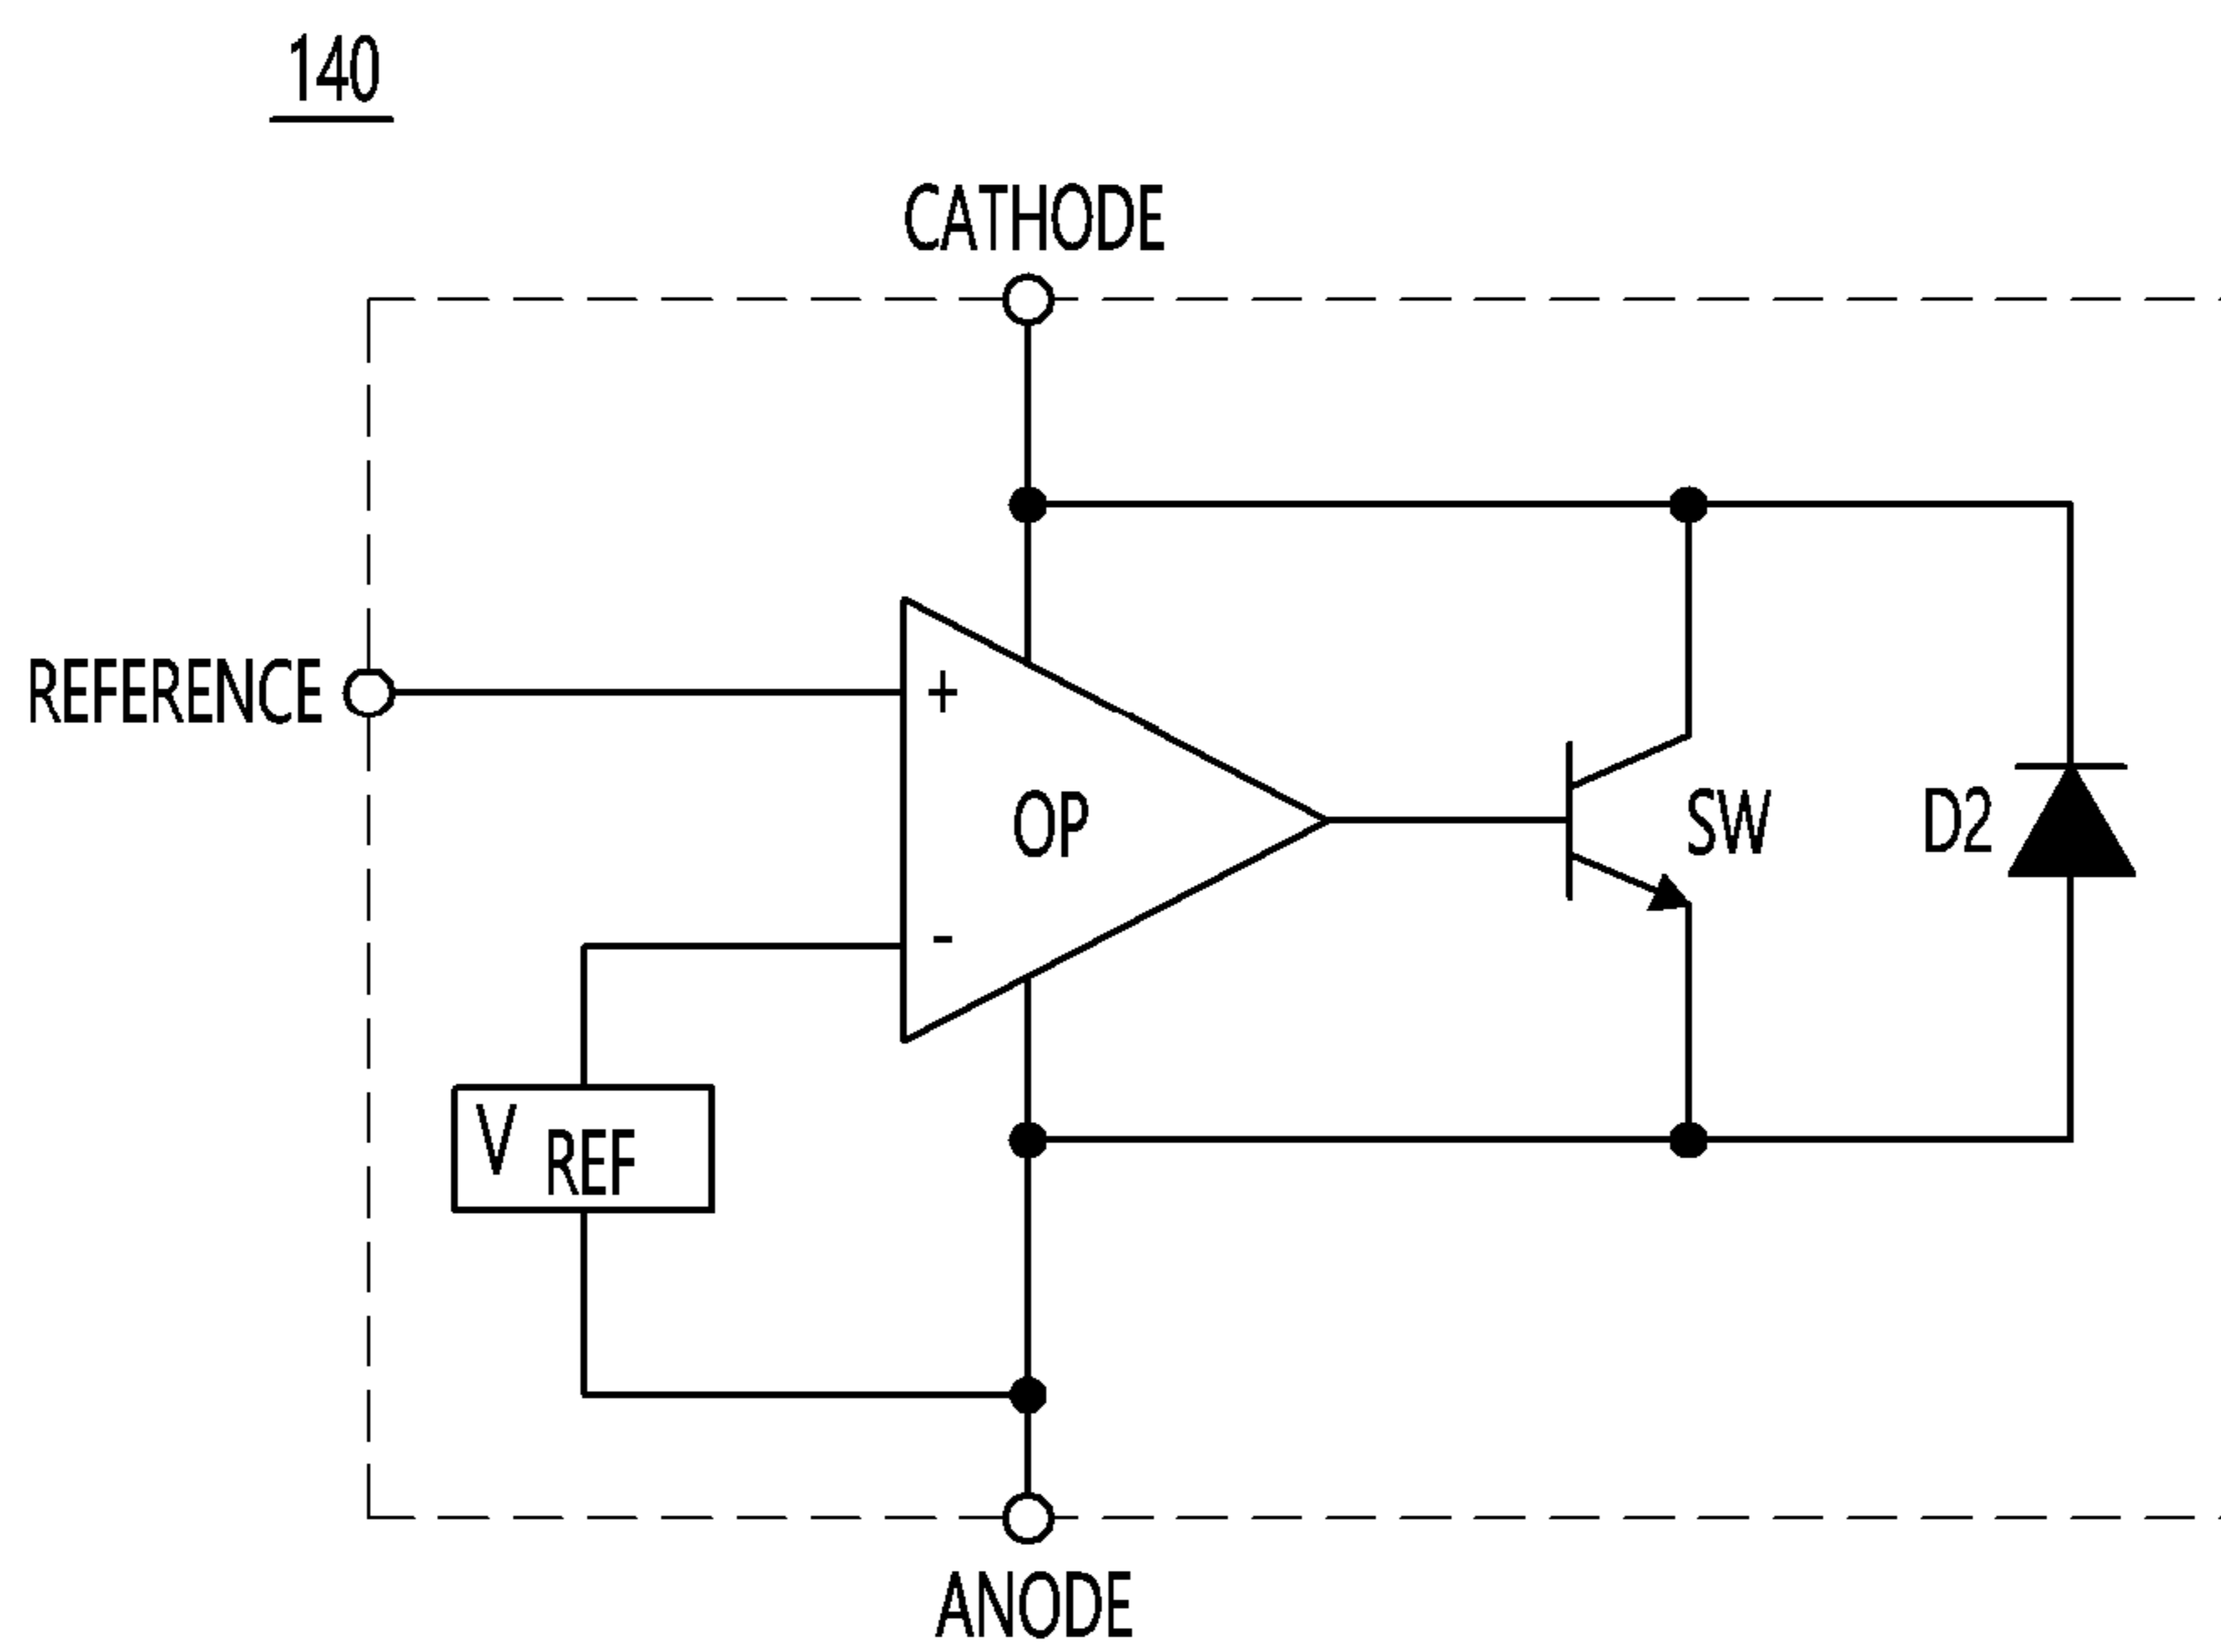 140
CATHODE
REFERENCE
+
OP
SW
D2
-
V REF
ANODE